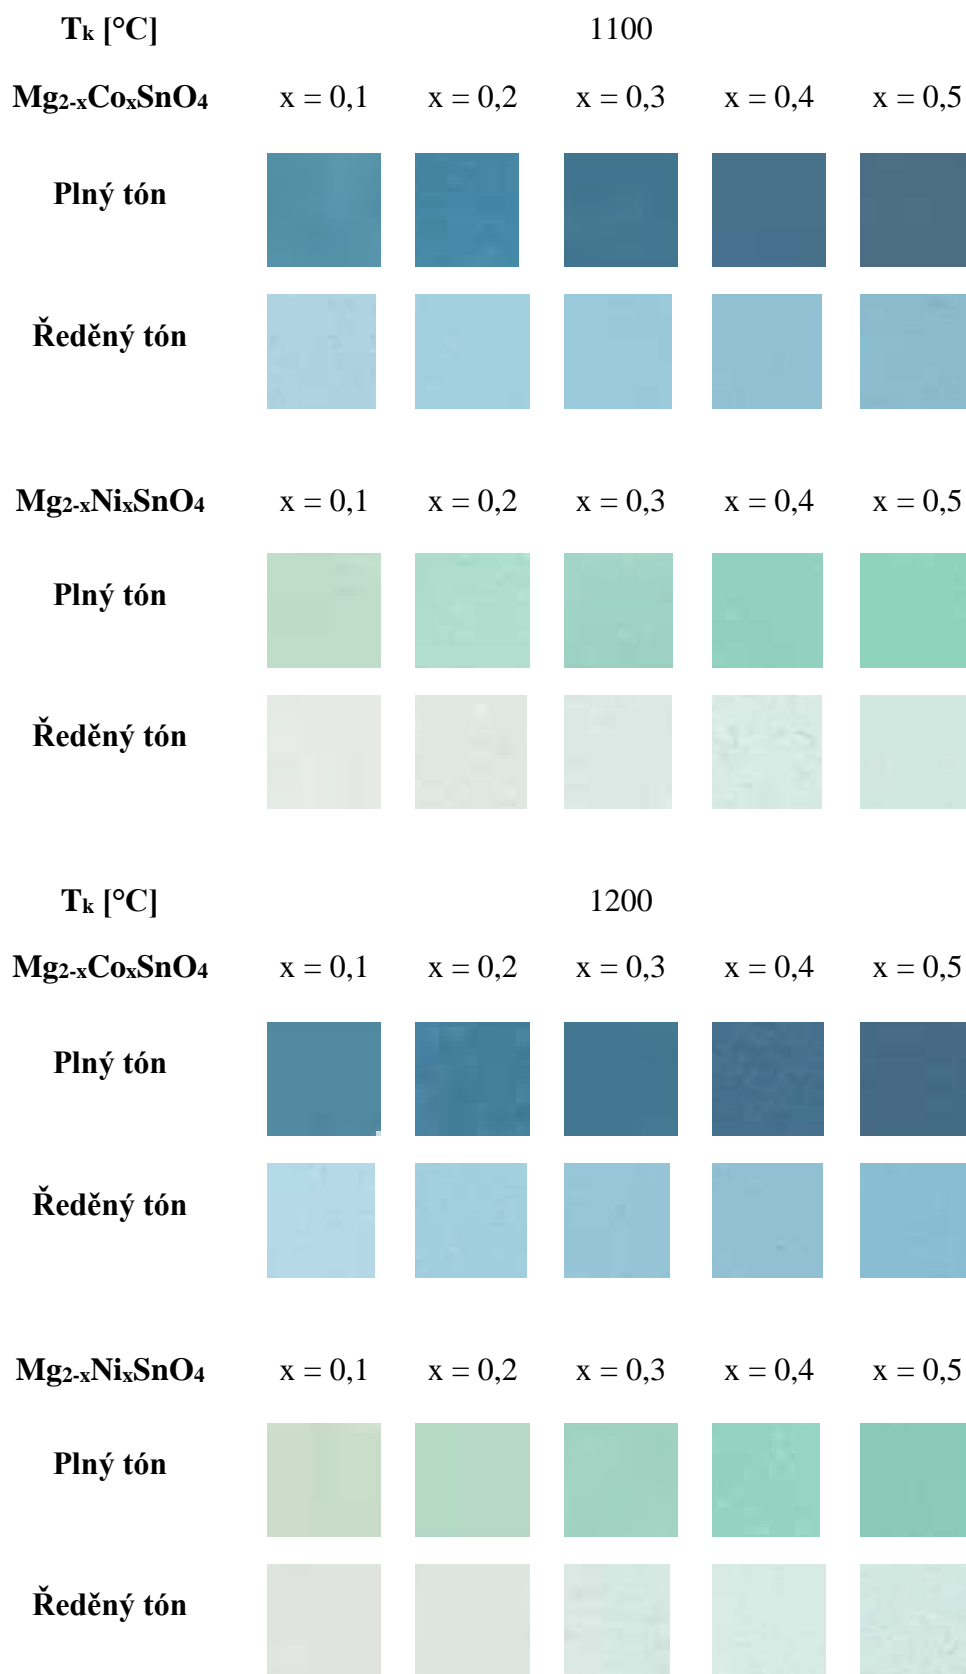 Tk [°C] 1100
Mg2-xCoxSnO4 x = 0,1 x = 0,2 x = 0,3 x = 0,4 x = 0,5
Plný tón
Ředěný tón
Mg2-xNixSnO4 x = 0,1 x = 0,2 x = 0,3 x = 0,4 x = 0,5
Plný tón
Ředěný tón
Tk [°C] 1200
Mg2-xCoxSnO4 x = 0,1 x = 0,2 x = 0,3 x = 0,4 x = 0,5
Plný tón
Ředěný tón
Mg2-xNixSnO4 x = 0,1 x = 0,2 x = 0,3 x = 0,4 x = 0,5
Plný tón
Ředěný tón